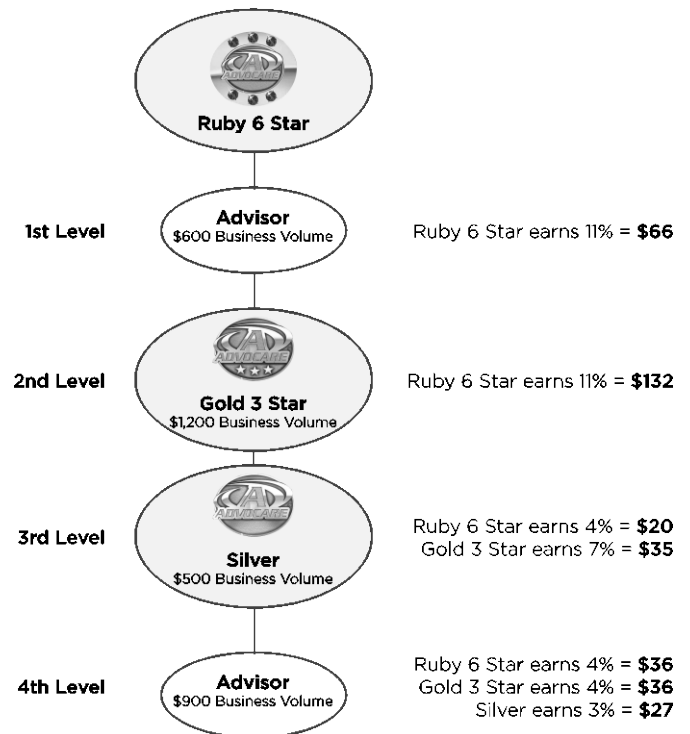 ADVOCARE
Ruby 6 Star
1st Level
Advisor
$600 Business Volume
Ruby 6 Star earns 11% = $66
ADVOCARE
2nd Level
Gold 3 Star
$1,200 Business Volume
Ruby 6 Star earns 11% = $132
ADVOCARE
3rd Level
Silver
$500 Business Volume
Ruby 6 Star earns 4% = $20
Gold 3 Star earns 7% = $35
4th Level
Advisor
$900 Business Volume
Ruby 6 Star earns 4% = $36
Gold 3 Star earns 4% = $36
Silver earns 3% = $27